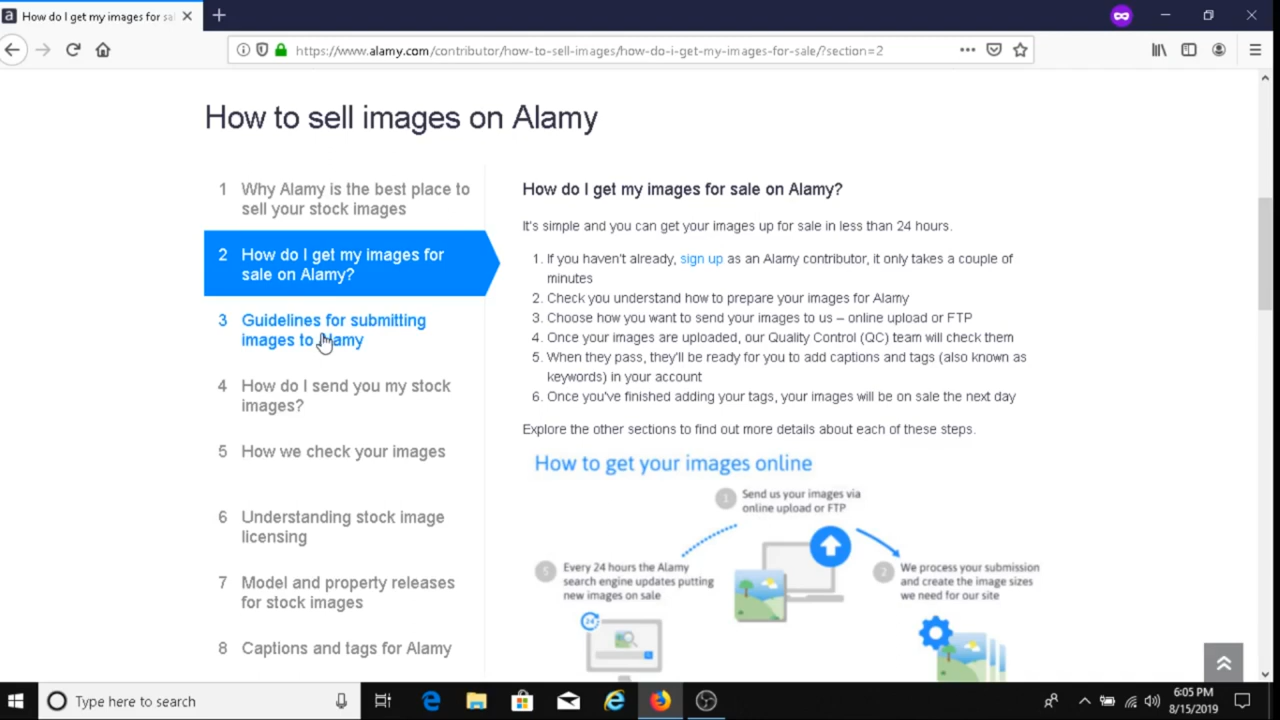 How do I get my images for sa
https://www.alamy.com/contributor/how-to-sell-images/how-do-i-get-my-images-for-sale/?section=2
How to sell images on Alamy
1 Why Alamy is the best place to
sell your stock images
2 How do I get my images for
sale on Alamy?
3 Guidelines for submitting
images to Alamy
4 How do I send you my stock
images?
5 How we check your images
6 Understanding stock image
licensing
7 Model and property releases
for stock images
8 Captions and tags for Alamy
How do I get my images for sale on Alamy?
It's simple and you can get your images up for sale in less than 24 hours.
1. If you haven't already, sign up as an Alamy contributor, it only takes a couple of
minutes
2. Check you understand how to prepare your images for Alamy
3. Choose how you want to send your images to us – online upload or FTP
4. Once your images are uploaded, our Quality Control (QC) team will check them
5. When they pass, they'll be ready for you to add captions and tags (also known as
keywords) in your account
6. Once you've finished adding your tags, your images will be on sale the next day
Explore the other sections to find out more details about each of these steps.
How to get your images online
1 Send us your images via
online upload or FTP
5 Every 24 hours the Alamy
search engine updates putting
new images on sale
2 We process your submission
and create the image sizes
we need for our site
24
Type here to search
6:05 PM
8/15/2019